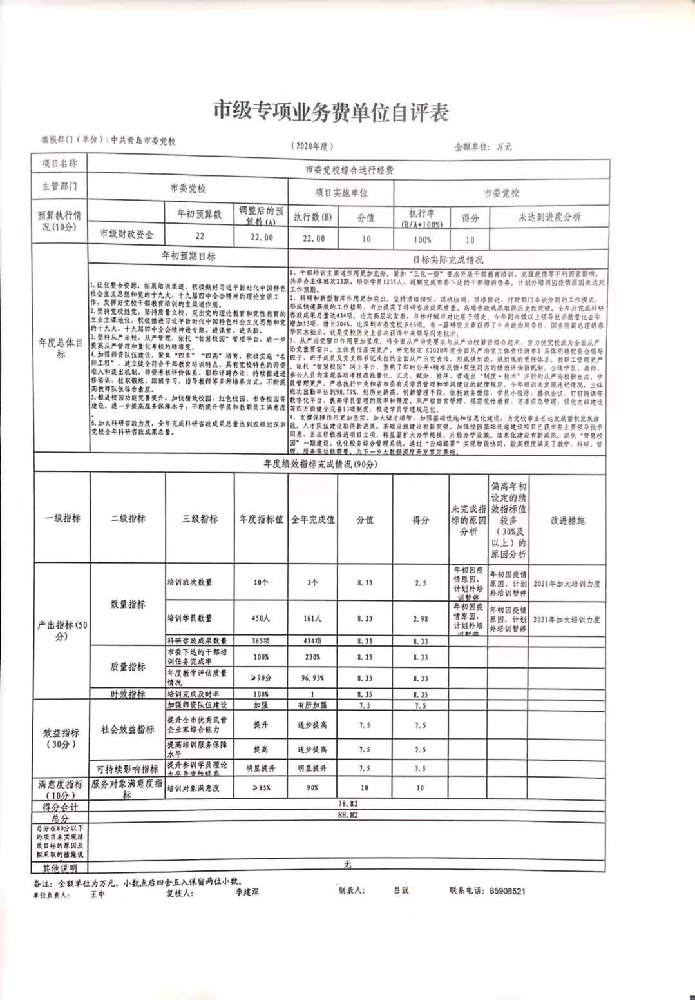 市级专项业务费单位自评表
填报部门（单位）：中共青岛市委党校 （2020年度） 金额单位：万元
项目名称 市委党校综合运行经费
主管部门 市委党校 项目实施单位 市委党校
预算执行情况(10分) 年初预算数 调整后的预算数(A) 执行数(B) 分值 执行率(B/A*100%) 得分 未达到进度分析
市级财政资金 22 22.00 22.00 10 100% 10
年度总体目标 年初预期目标 目标实际完成情况
1.优化整合资源，拓展培训渠道，积极做好习近平新时代中国特色
社会主义思想和党的十九大、十九届四中全会精神的理论宣讲工
作，发挥好党校干部教育培训的主渠道作用。
2.坚持党校姓党，坚持质量立校，突出党的理论教育和党性教育的
主业主课地位，积极推进习近平新时代中国特色社会主义思想和党
的十九大、十九届四中全会精神进专题、进课堂、进头脑。
3.坚持从严治校、从严管理，依托“智慧校园”管理平台，进一步
提高从严管理和量化考核的精准度。
4.加强师资队伍建设，聚焦“四名”“四高”培育，积极实施“名
师工程”，建立健全符合干部教育培训特点、具有党校特色的师资
准入和退出机制、师资考核评价体系、职称评聘办法，持续推进进
修培训、挂职锻炼、跟班学习、指导教师等多种培养方式，不断提
高教师队伍综合素质。
5.推进校园功能完善提升，加快精致校园、红色校园、书香校园等
建设，进一步提高服务保障水平，不断提升学员和教职员工满意度
。
6.加大科研咨政力度，全年完成科研咨政成果总量达到或超过深圳
党校全年科研咨政成果总量。
1、干部培训主渠道作用更加充分。紧扣“三化一型”要求开展干部教育培训，克服疫情等不利因素影响，
共举办主体班次23期，培训学员1235人，超额完成市委下达的干部培训任务。计划外培训因疫情原因未达到
工作预期。
2、科研和新型智库作用更加突出。坚持顶格倾听、顶格协调、顶格推进，打破部门条块分割的工作模式，
形成快速高效的工作格局，有力提高了科研咨政成果质量。高端咨政成果取得历史性突破。全年共完成科研
咨政成果总量达434项，论文高层次发表，与标杆城市对比居于领先。今年副市级以上领导批示数量比去年
增加53项，增长204%，比深圳市委党校多66项。有一篇研究文章获得了中央政治局委员、国务院副总理胡春
华同志批示，这是党校历史上首次获得中央领导同志批示；
3、从严治党窗口作用更加显现。将全面从严治党要求与从严治校紧密结合起来，努力使党校成为全面从严
治党重要窗口。主体责任落实更严。研究制定《2020年度全面从严治党主体责任清单》具体明确校委会领导
班子、班子成员及党支部书记承担的全面从严治党责任，形成横到边、纵到底的责任体系。教职工管理更严
。依托“智慧校园”网上平台，重构了即时公开+精准反馈+奖优罚劣的绩效评估新机制，全体学员、教师、
参公人员均实现各项考核在线量化、汇总、赋分、排序，营造出“制度+技术”并行的从严治校新生态。学
员管理更严。严格执行中央和省市委有关学员管理和学风建设的纪律规定，全年培训未发现违纪情况，主体
班次出勤率达到98.79%，创历史新高。创新管理手段，依托政务微信、学员小程序、腾讯会议、钉钉网课等
数字化平台，提高学员管理的效率和精度。从严格日常管理、规范党性教育、完善应急管理、强化支部建设
等四方面健全完善13项制度，推进学员管理规范化。
4、支撑保障作用更加坚实。加大储才培智、加强基础设施和信息化建设，为党校事业长远发展蓄积发展潜
能。人才队伍建设取得新进展。基础设施建设有新突破。加强校园基础设施建设项目已获市委主要领导批示
同意，正在积极推进项目立项，将显著扩大办学规模、升级办学设施。信息化建设有新成果。深化“智慧校
园”一期建设，优化校务综合管理系统，通过“云端部署”实现智能协同，较高程度满足了教学、科研、管
理、服务等功能需要，为下一步大数据深度开发奠定基础。
年度绩效指标完成情况(90分)
一级指标 二级指标 三级指标 年度指标值 全年完成值 分值 得分 未完成指标的原因分析 偏高年初设定的绩效指标值较多（30%及以上）的原因分析 改进措施
产出指标(50分) 数量指标 培训班次数量 10个 3个 8.33 2.5 年初因疫情原因，计划外培训暂停 年初因疫情原因，计划外培训暂停 2021年加大培训力度
培训学员数量 450人 161人 8.33 2.98 年初因疫情原因，计划外培训暂停 年初因疫情原因，计划外培训暂停 2021年加大培训力度
科研咨政成果数量 365项 434项 8.33 8.33
质量指标 市委下达的干部培训任务完成率 100% 230% 8.33 8.33
年度教学评估质量情况 ≥90分 96.93% 8.33 8.33
时效指标 培训完成及时率 100% 1 8.35 8.35
效益指标（30分） 社会效益指标 加强师资队伍建设 加强 有所加强 7.5 7.5
提升全市优秀民营企业家综合能力 提升 逐步提高 7.5 7.5
提高培训服务保障水平 提高 逐步提高 7.5 7.5
可持续影响指标 提升参训学员理论水平及党性修养 明显提升 明显提升 7.5 7.5
满意度指标（10分） 服务对象满意度指标 培训对象满意度 ≥85% 90% 10 10
得分合计 78.82
总分 88.82
总分在80分以下的项目未实现绩效目标的原因及拟采取的措施说
其他说明 无
备注：金额单位为万元，小数点后四舍五入保留两位小数。
单位负责人： 王中 复核人： 李建深 制表人： 吕波 联系电话：85908521